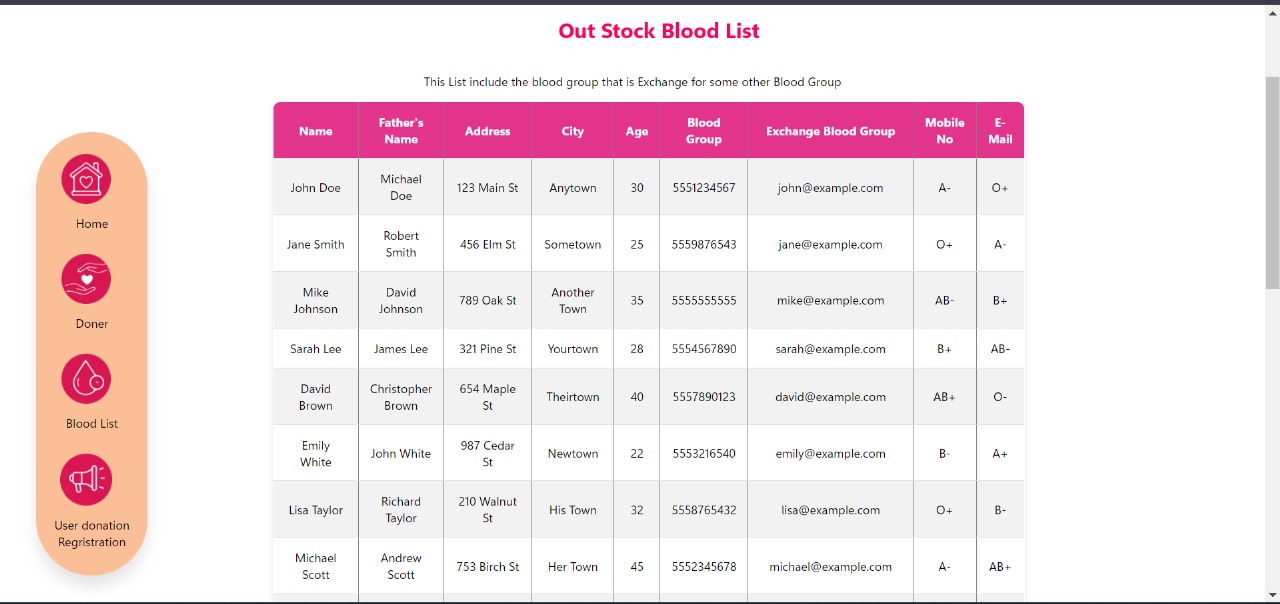 Out Stock Blood List
This List include the blood group that is Exchange for some other Blood Group
Name Father's Name Address City Age Blood Group Exchange Blood Group Mobile No E-Mail
John Doe Michael Doe 123 Main St Anytown 30 5551234567 john@example.com A- O+
Jane Smith Robert Smith 456 Elm St Sometown 25 5559876543 jane@example.com O+ A-
Mike Johnson David Johnson 789 Oak St Another Town 35 5555555555 mike@example.com AB- B+
Sarah Lee James Lee 321 Pine St Yourtown 28 5554567890 sarah@example.com B+ AB-
David Brown Christopher Brown 654 Maple St Theirtown 40 5557890123 david@example.com AB+ O-
Emily White John White 987 Cedar St Newtown 22 5553216540 emily@example.com B- A+
Lisa Taylor Richard Taylor 210 Walnut St His Town 32 5558765432 lisa@example.com O+ B-
Michael Scott Andrew Scott 753 Birch St Her Town 45 5552345678 michael@example.com A- AB+
Home
Doner
Blood List
User donation
Regristration